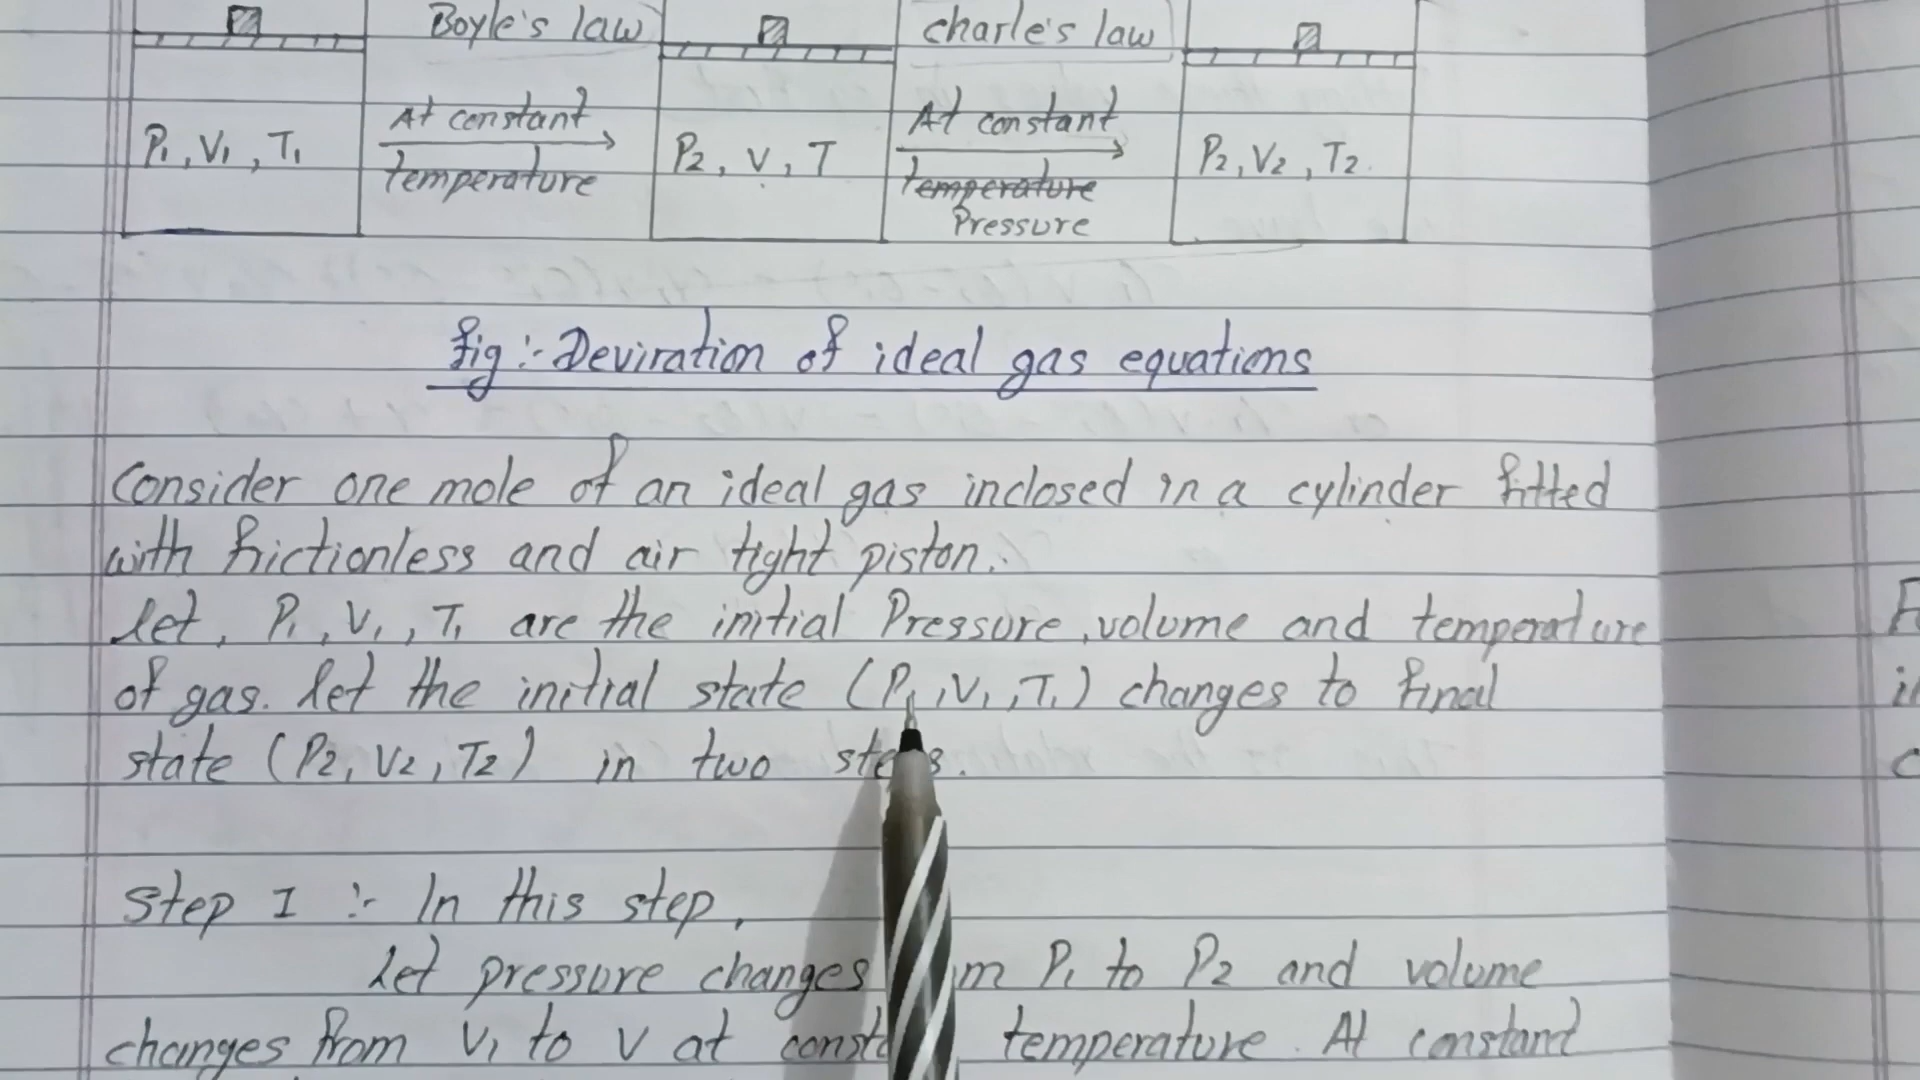 Boyle's law
charle's law
P1, V1, T1
At constant
temperature
P2, V, T
At constant
temperature
Pressure
P2, V2, T2.
fig:- Deviration of ideal gas equations
Consider one mole of an ideal gas inclosed in a cylinder fitted
with frictionless and air tight piston.
let, P1, V1, T1 are the initial Pressure, volume and temperature
of gas. let the initial state (P1, V1, T1) changes to final
state (P2, V2, T2) in two
Step I :- In this step,
let pressure changes P1 to P2 and volume
changes from V1 to V at temperature. At constant